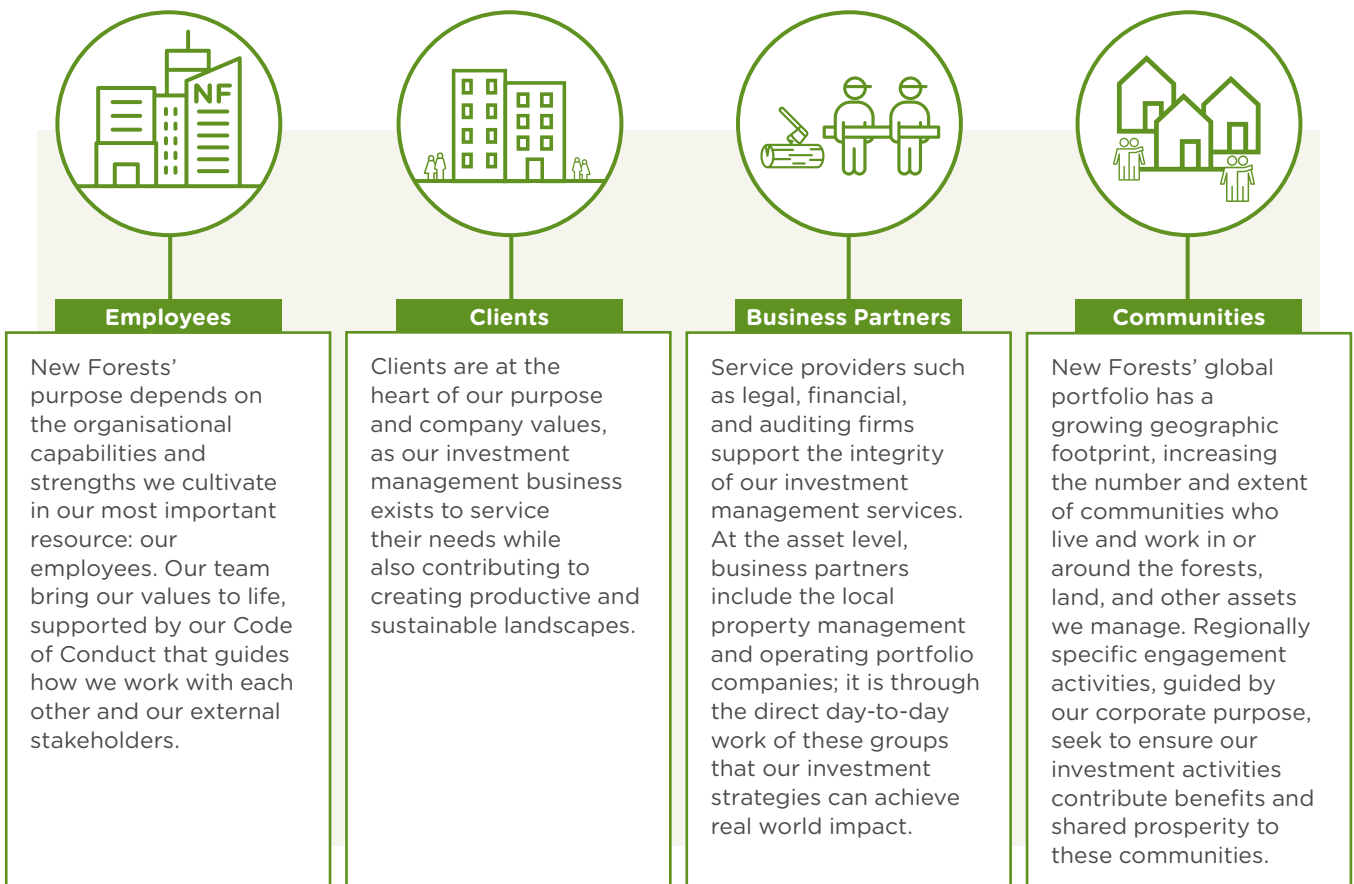 NF
Employees
New Forests'
purpose depends on
the organisational
capabilities and
strengths we cultivate
in our most important
resource: our
employees. Our team
bring our values to life,
supported by our Code
of Conduct that guides
how we work with each
other and our external
stakeholders.
Clients
Clients are at the
heart of our purpose
and company values,
as our investment
management business
exists to service
their needs while
also contributing to
creating productive and
sustainable landscapes.
Business Partners
Service providers such
as legal, financial,
and auditing firms
support the integrity
of our investment
management services.
At the asset level,
business partners
include the local
property management
and operating portfolio
companies; it is through
the direct day-to-day
work of these groups
that our investment
strategies can achieve
real world impact.
Communities
New Forests' global
portfolio has a
growing geographic
footprint, increasing
the number and extent
of communities who
live and work in or
around the forests,
land, and other assets
we manage. Regionally
specific engagement
activities, guided by
our corporate purpose,
seek to ensure our
investment activities
contribute benefits and
shared prosperity to
these communities.